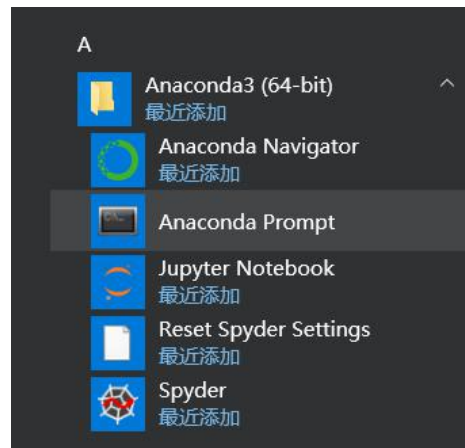 A
Anaconda3 (64-bit)
最近添加
Anaconda Navigator
最近添加
Anaconda Prompt
Jupyter Notebook
最近添加
Reset Spyder Settings
最近添加
Spyder
最近添加